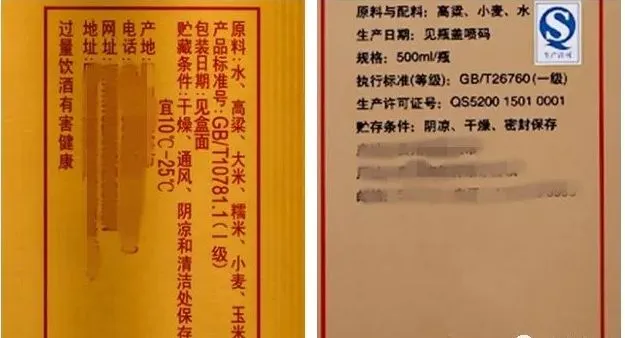 原料:水、高粱、大米、糯米、小麦、玉米
产品标准号:GB/T10781.1(Ⅰ级)
包装日期:见盒面
贮藏条件:干燥、通风、阴凉和清洁处保存
宜10℃-25℃
产地:
电话:
网址:
地址:
过量饮酒有害健康
原料与配料: 高粱、小麦、水
生产日期: 见瓶盖喷码
规格: 500ml/瓶
执行标准(等级): GB/T26760 (一级)
生产许可证号: QS5200 1501 0001
贮存条件: 阴凉、干燥、密封保存
QS
生产许可